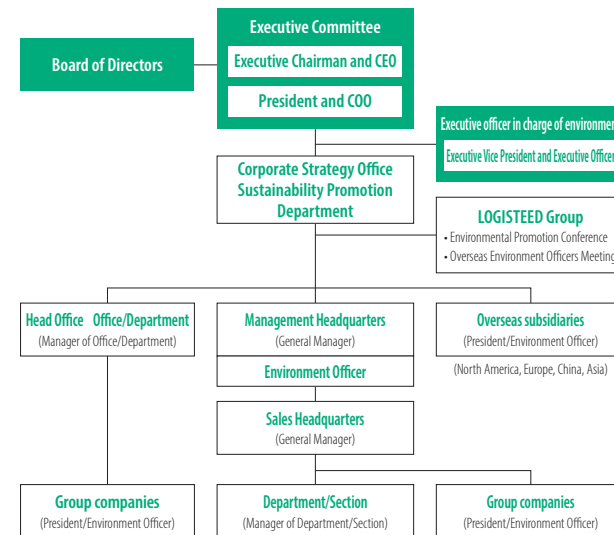 Executive Committee
Board of Directors
Executive Chairman and CEO
President and COO
Executive officer in charge of environmen
Executive Vice President and Executive Officer
Corporate Strategy Office
Sustainability Promotion
Department
LOGISTEED Group
• Environmental Promotion Conference
• Overseas Environment Officers Meeting
Head Office Office/Department
(Manager of Office/Department)
Management Headquarters
(General Manager)
Environment Officer
Overseas subsidiaries
(President/Environment Officer)
(North America, Europe, China, Asia)
Sales Headquarters
(General Manager)
Group companies
(President/Environment Officer)
Department/Section
(Manager of Department/Section)
Group companies
(President/Environment Officer)